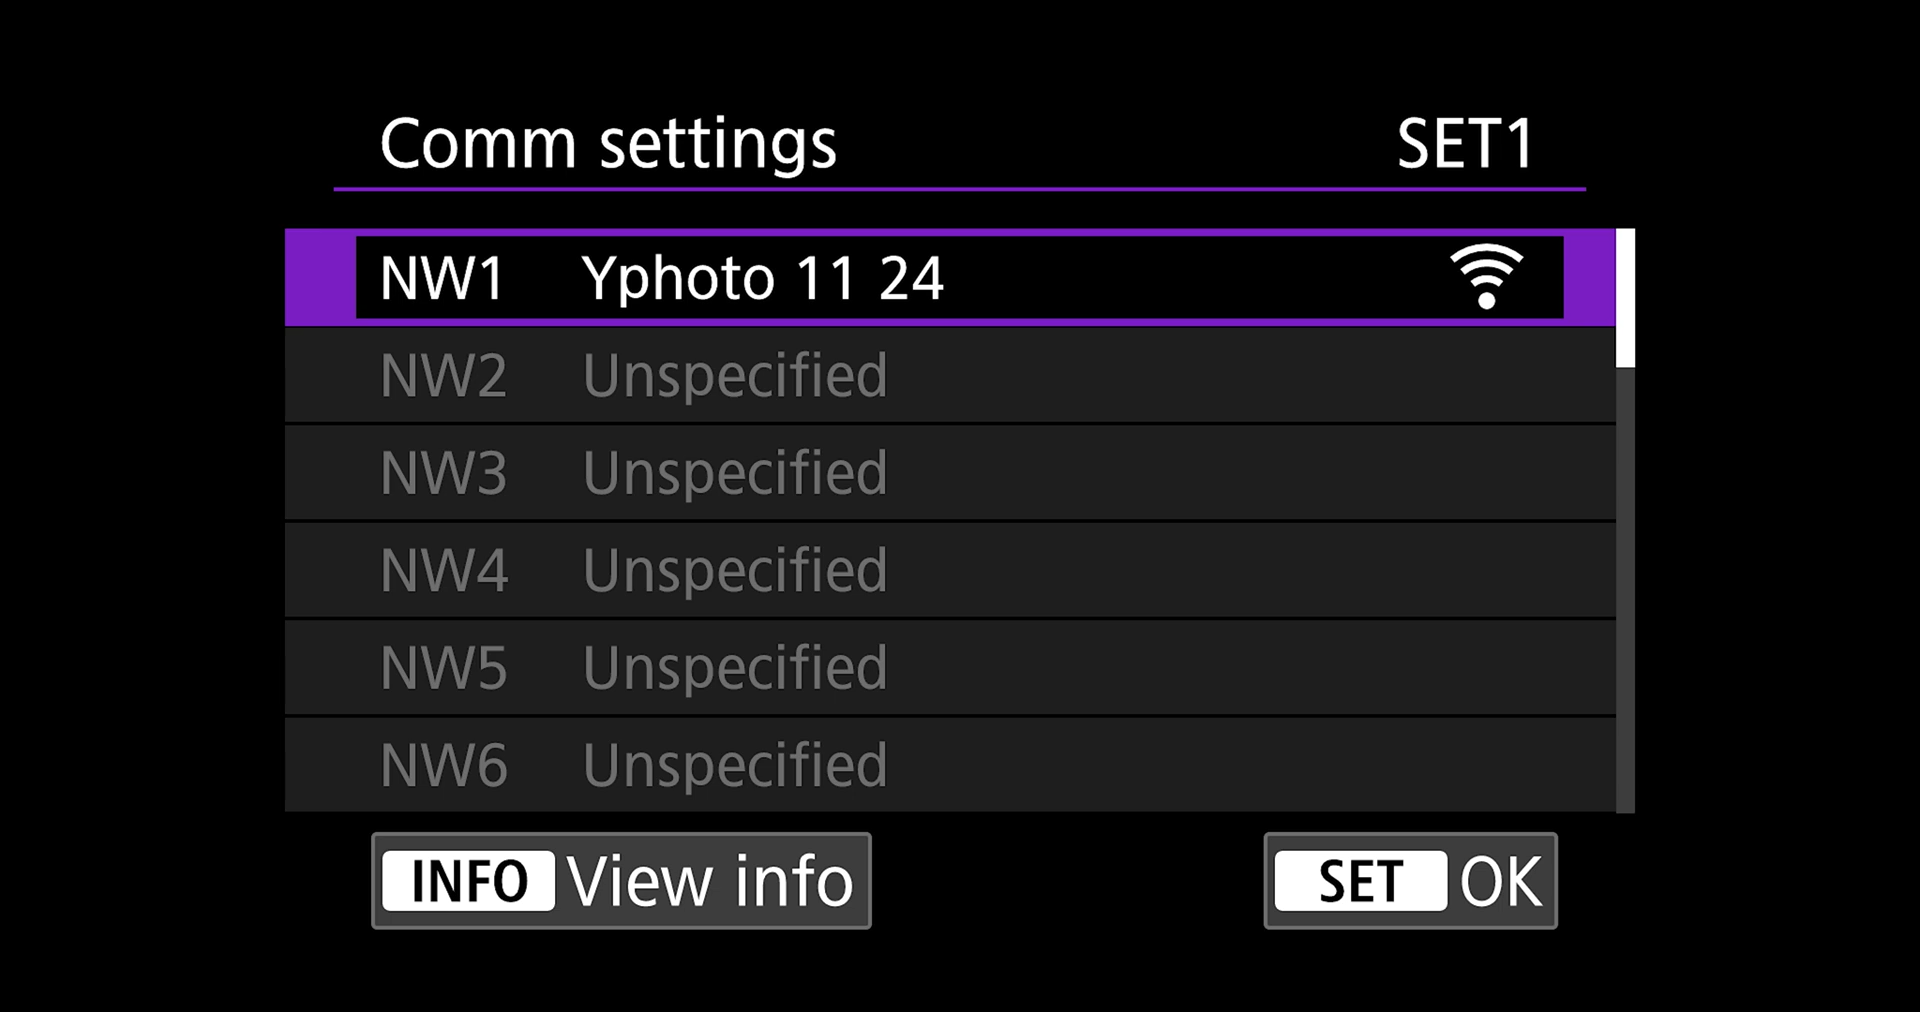 Comm settings SET1
NW1 Yphoto 11 24
NW2 Unspecified
NW3 Unspecified
NW4 Unspecified
NW5 Unspecified
NW6 Unspecified
INFO View info SET OK